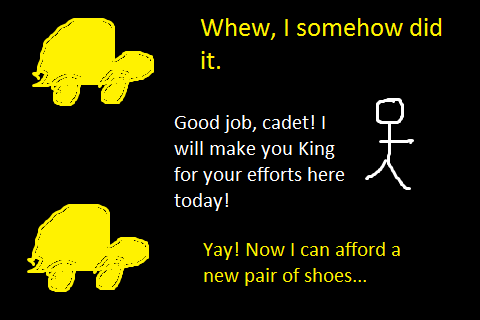 Whew, I somehow did
it.
Good job, cadet! I
will make you King
for your efforts here
today!
Yay! Now I can afford a
new pair of shoes...